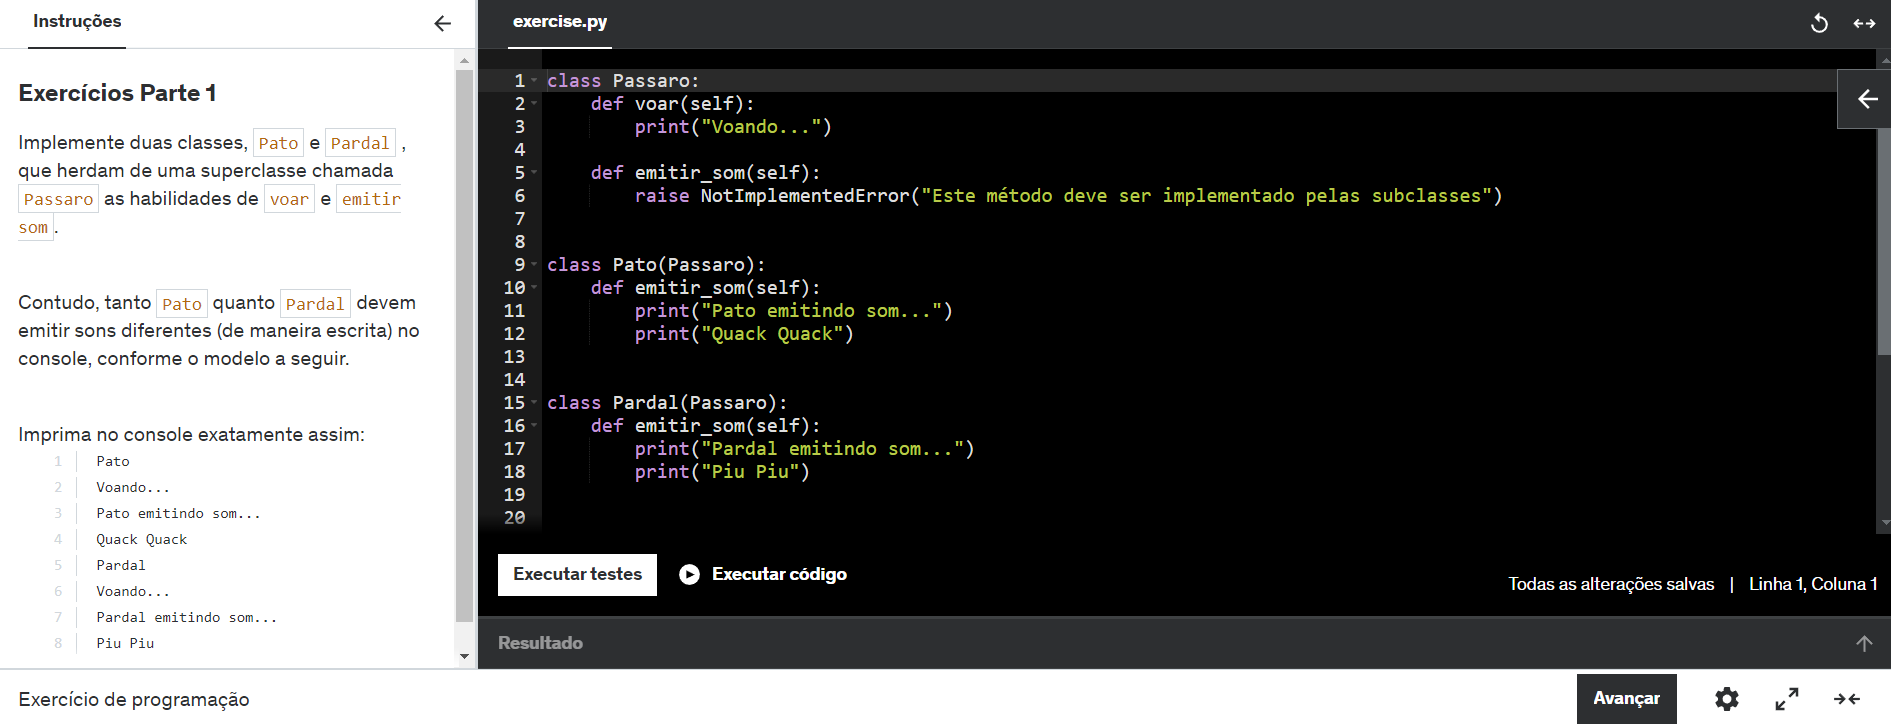 Instruções
Exercícios Parte 1
Implemente duas classes, Pato e Pardal ,
que herdam de uma superclasse chamada
Passaro as habilidades de voar e emitir
som.
Contudo, tanto Pato quanto Pardal devem
emitir sons diferentes (de maneira escrita) no
console, conforme o modelo a seguir.
Imprima no console exatamente assim:
1 Pato
2 Voando...
3 Pato emitindo som...
4 Quack Quack
5 Pardal
6 Voando...
7 Pardal emitindo som...
8 Piu Piu
exercise.py
1 class Passaro:
2 def voar(self):
3 print("Voando...")
4
5 def emitir_som(self):
6 raise NotImplementedError("Este método deve ser implementado pelas subclasses")
7
8
9 class Pato(Passaro):
10 def emitir_som(self):
11 print("Pato emitindo som...")
12 print("Quack Quack")
13
14
15 class Pardal(Passaro):
16 def emitir_som(self):
17 print("Pardal emitindo som...")
18 print("Piu Piu")
19
20
Executar testes
Executar código
Todas as alterações salvas | Linha 1, Coluna 1
Resultado
Exercício de programação
Avançar